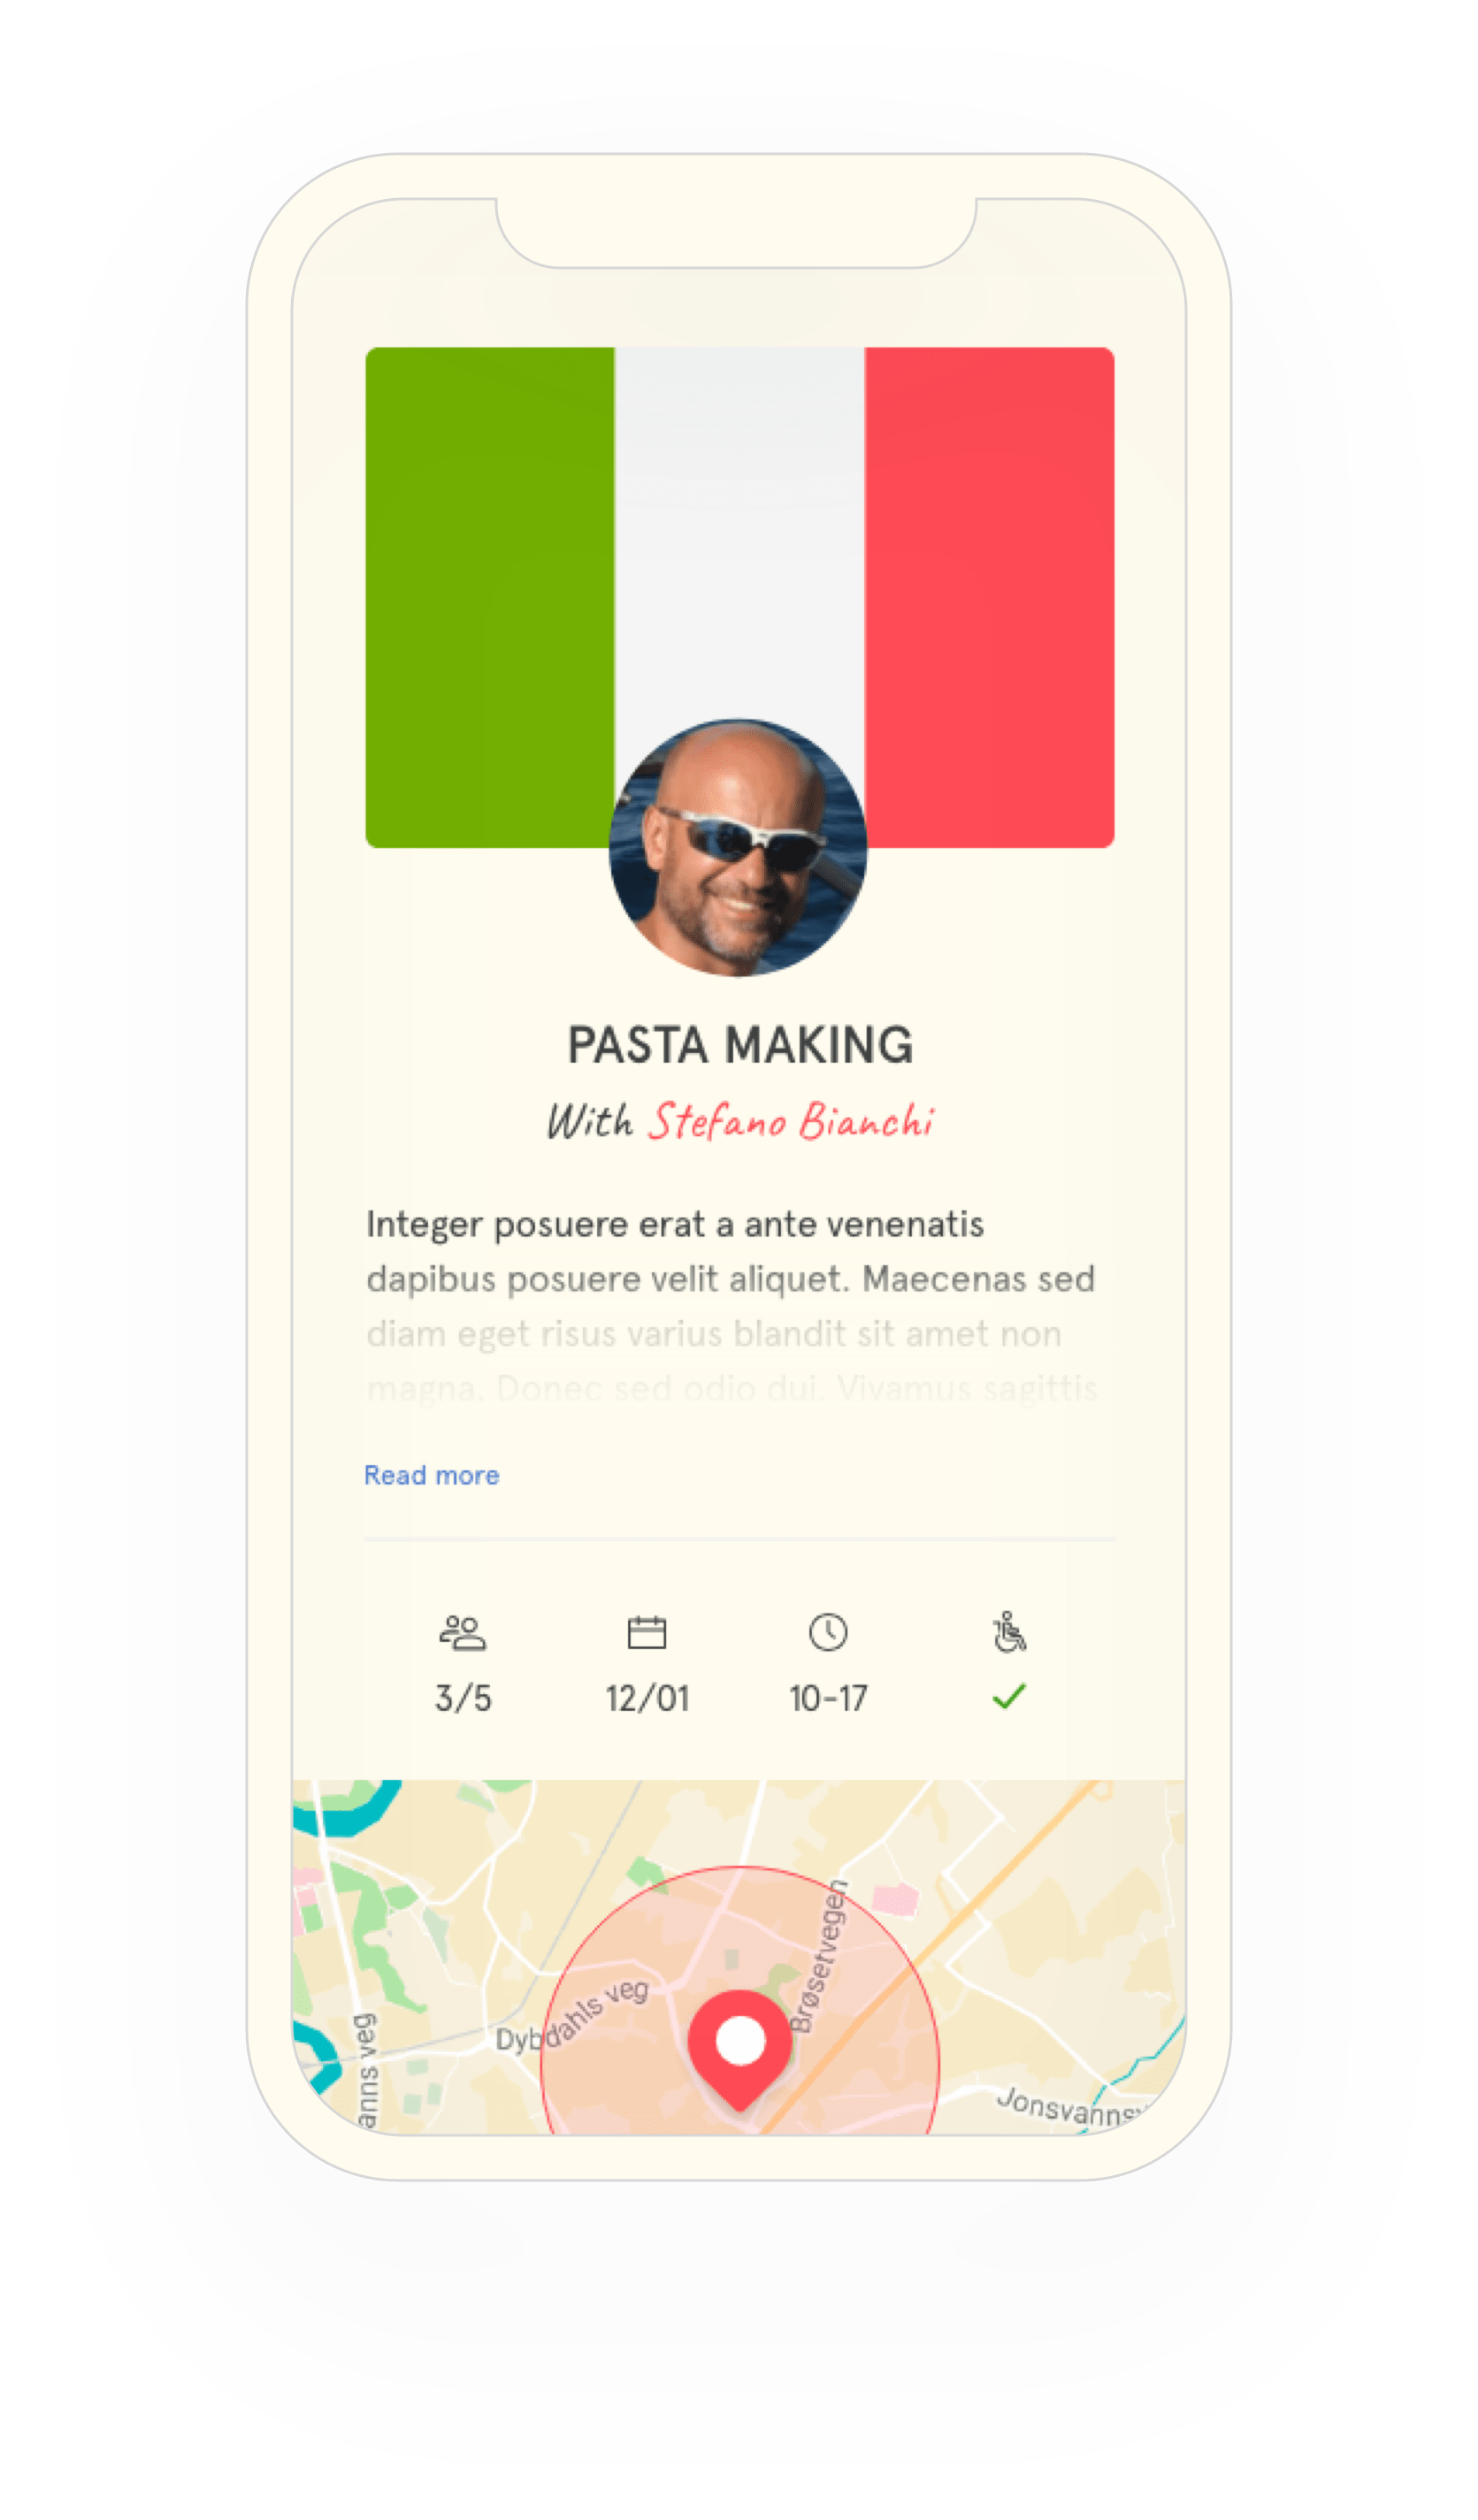 PASTA MAKING
With Stefano Bianchi
Integer posuere erat a ante venenatis
dapibus posuere velit aliquet. Maecenas sed
diam eget risus varius blandit sit amet non
magna. Donec sed odio dui. Vivamus sagittis
Read more
3/5 12/01 10-17
Brøsetvegen
Dybdahls veg
anns veg
Jonsvannsv